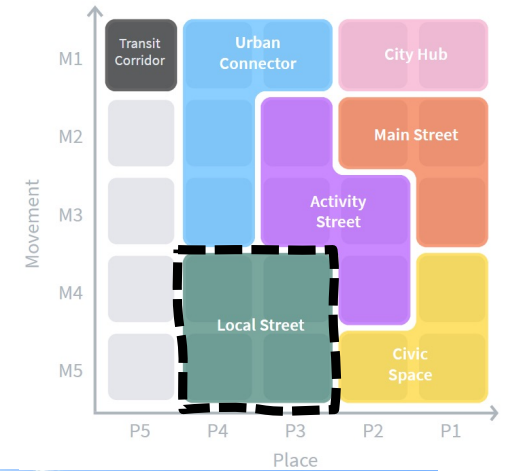 M1
Transit
Corridor
Urban
Connector
City Hub
M2
Main Street
Movement
M3
Activity
Street
M4
Local Street
M5
Civic
Space
P5 P4 P3 P2 P1
Place